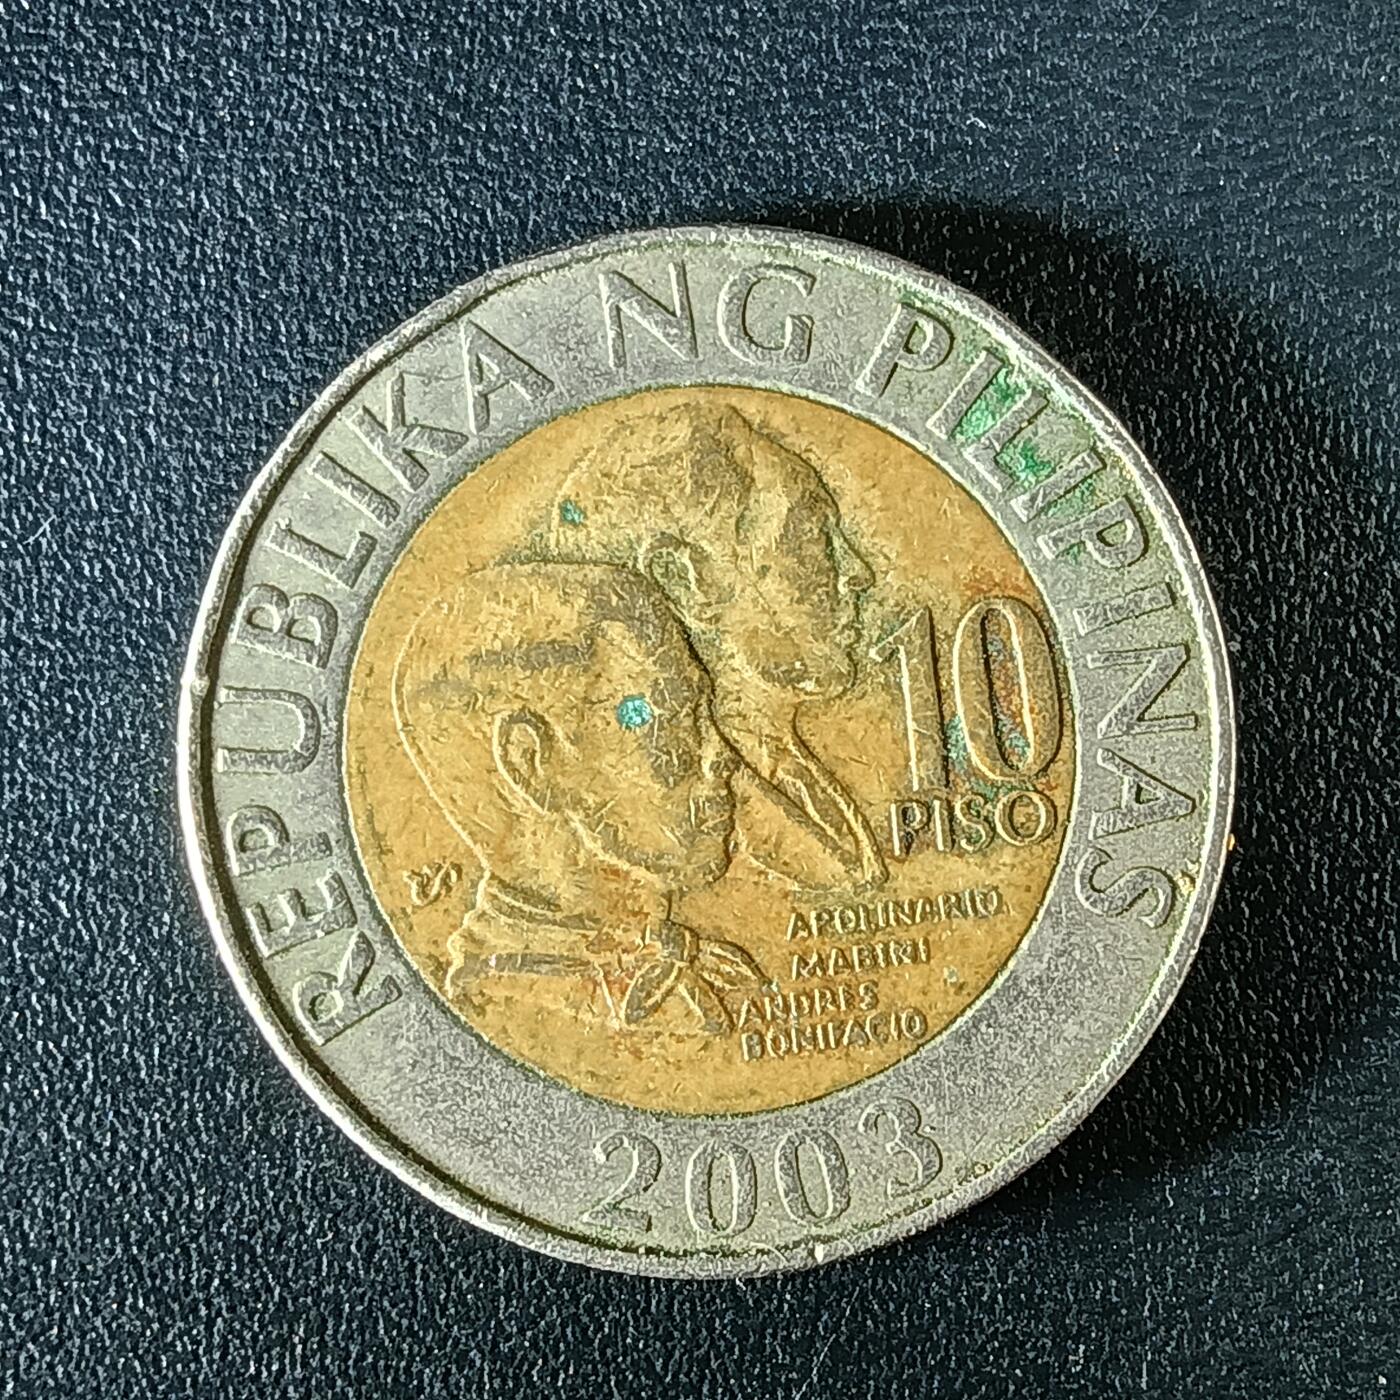 REPUBLIKA NG PILIPINAS
10
PISO
APOLINARIO
MABINI
ANDRES
BONIFACIO
2003